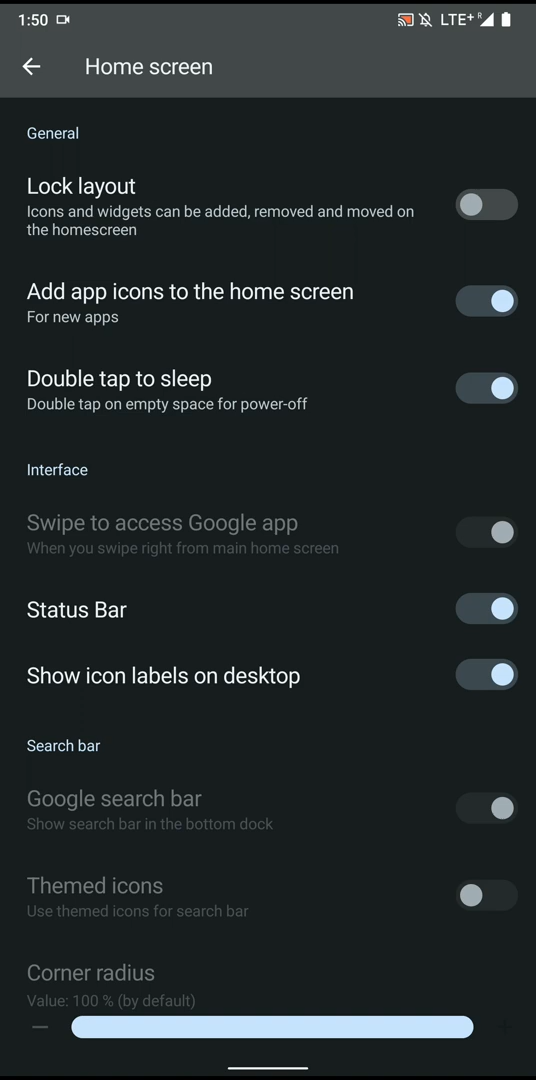 1:50 LTE+ R
Home screen
General
Lock layout
Icons and widgets can be added, removed and moved on
the homescreen
Add app icons to the home screen
For new apps
Double tap to sleep
Double tap on empty space for power-off
Interface
Swipe to access Google app
When you swipe right from main home screen
Status Bar
Show icon labels on desktop
Search bar
Google search bar
Show search bar in the bottom dock
Themed icons
Use themed icons for search bar
Corner radius
Value: 100 % (by default)